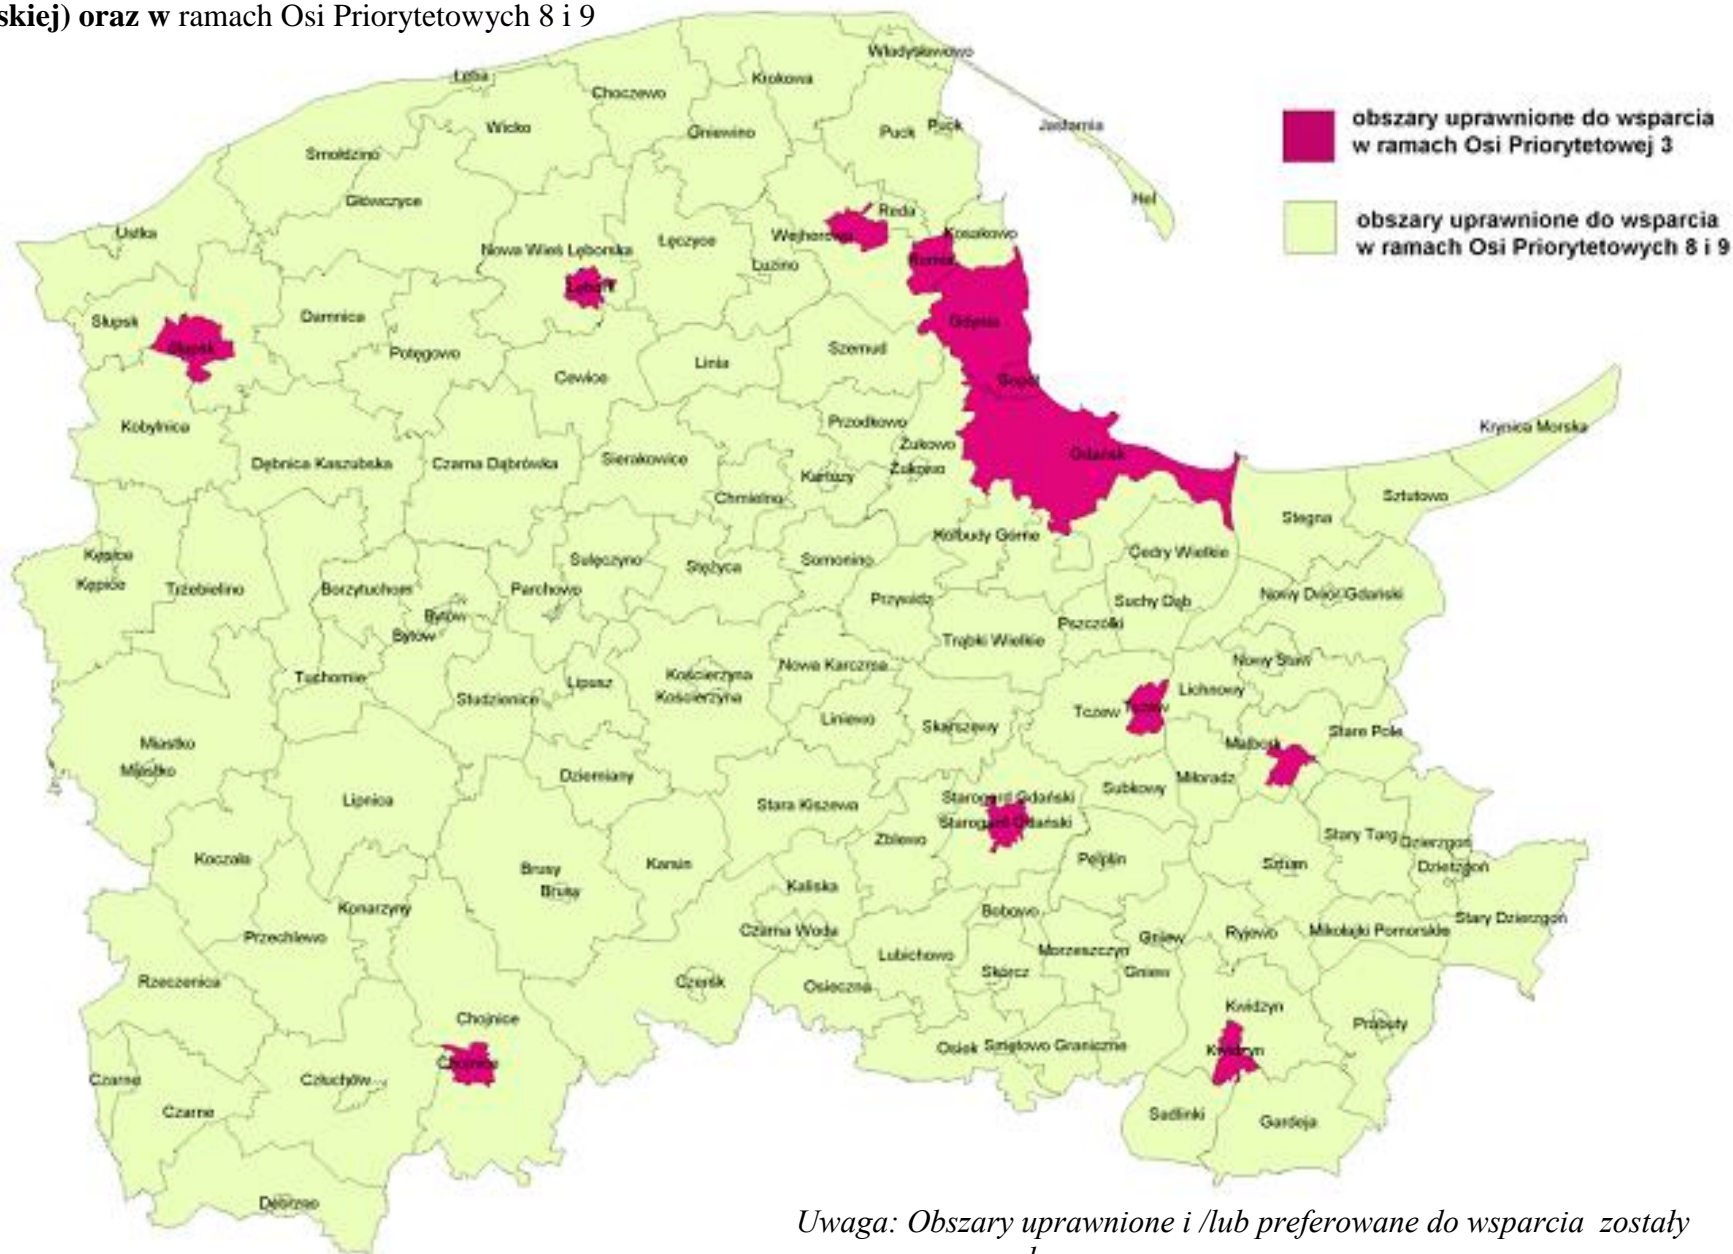 skiej) oraz w ramach Osi Priorytetowych 8 i 9
Władysławowo
Łeba
Krokowa
Choczewo
Wicko
Gniewino
Puck
Puck
Jastarnia
obszary uprawnione do wsparcia
w ramach Osi Priorytetowej 3
Smołdzino
Główczyce
Hel
Reda
obszary uprawnione do wsparcia
w ramach Osi Priorytetowych 8 i 9
Ustka
Wejherowo
Kosakowo
Nowa Wieś Lęborska
Łęczyce
Luzino
Rumia
Lębork
Słupsk
Damnica
Gdynia
Słupsk
Potęgowo
Szemud
Linia
Cewice
Sopot
Kobylnica
Przodkowo
Krynica Morska
Żukowo
Gdańsk
Dębnica Kaszubska
Czarna Dąbrówka
Sierakowice
Żukowo
Kartuzy
Chmielno
Sztutowo
Stegna
Kolbudy Górne
Kępice
Cedry Wielkie
Sulęczyno
Somonino
Stężyca
Kępice
Trzebielino
Borzytuchom
Parchowo
Nowy Dwór Gdański
Przywidz
Suchy Dąb
Bytów
Pszczółki
Bytów
Trąbki Wielkie
Nowy Staw
Nowa Karczma
Kościerzyna
Tuchomie
Lipusz
Lichnowy
Studzienice
Kościerzyna
Tczew
Tczew
Liniewo
Skarszewy
Stare Pole
Miastko
Malbork
Miastko
Dziemiany
Miłoradz
Subkowy
Lipnica
Stara Kiszewa
Starogard Gdański
Starogard Gdański
Zblewo
Stary Targ
Dzierzgoń
Koczała
Pelplin
Sztum
Dzierzgoń
Brusy
Karsin
Brusy
Kaliska
Konarzyny
Bobowo
Stary Dzierzgoń
Przechlewo
Czarna Woda
Gniew
Ryjewo
Mikołajki Pomorskie
Lubichowo
Morzeszczyn
Skórcz
Gniew
Rzeczenica
Czersk
Osieczna
Kwidzyn
Chojnice
Prabuty
Osiek
Smętowo Graniczne
Kwidzyn
Chojnice
Czarne
Człuchów
Czarne
Sadlinki
Gardeja
Debrzno
Uwaga: Obszary uprawnione i /lub preferowane do wsparcia zostały